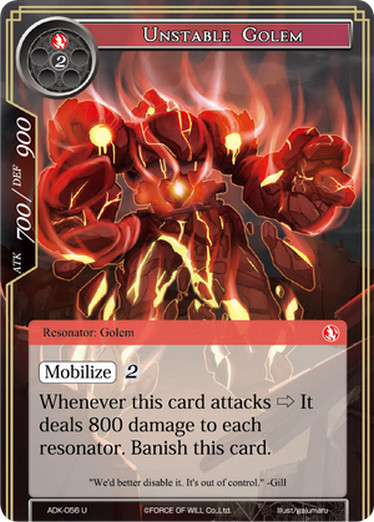 Unstable Golem
2
ATK 700 / DEF 900
Resonator: Golem
Mobilize 2
Whenever this card attacks ⇨ It
deals 800 damage to each
resonator. Banish this card.
"We'd better disable it. It's out of control." -Gill
ADK-056 U ©FORCE OF WILL Co.,Ltd. Illust/gajumaru